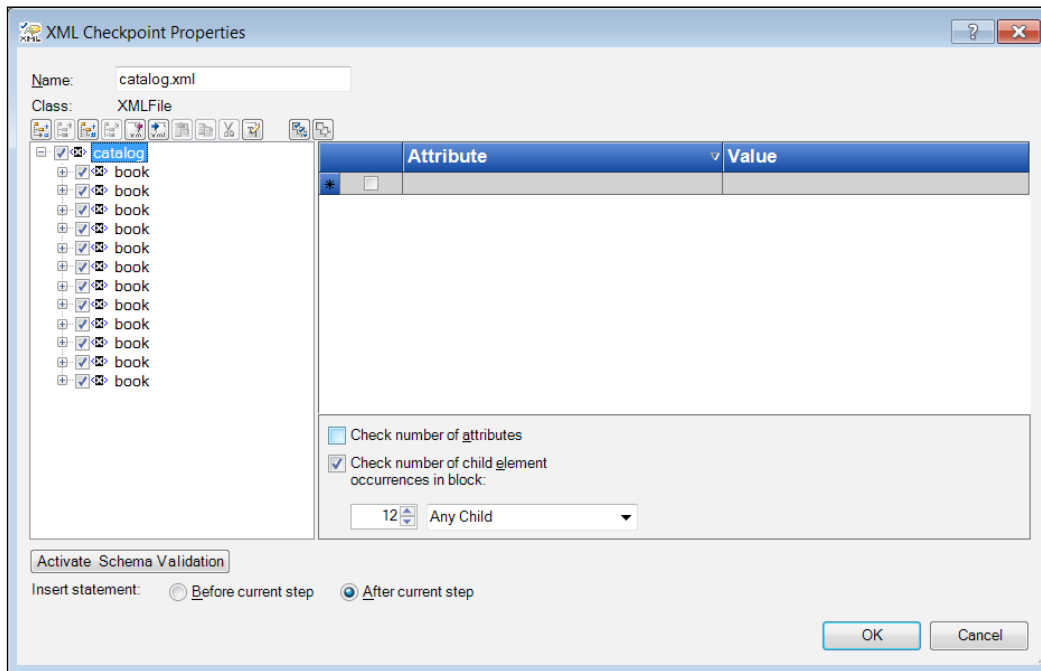 XML Checkpoint Properties
Name: catalog.xml
Class: XMLFile
catalog
book
book
book
book
book
book
book
book
book
book
book
book
Attribute Value
Check number of attributes
Check number of child element
occurrences in block:
12 Any Child
Activate Schema Validation
Insert statement: Before current step After current step
OK Cancel